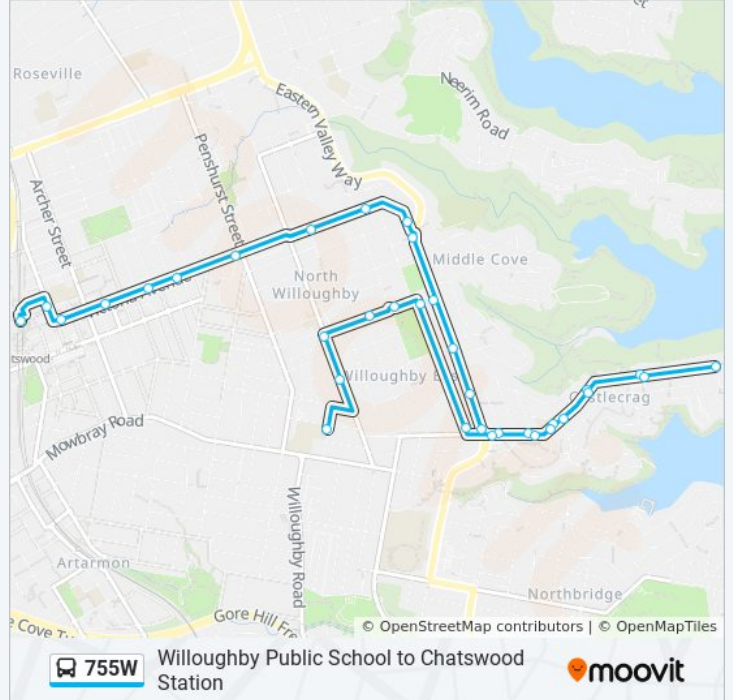 Roseville
Eastern Valley Way
Neerim Road
Penshurst Street
Archer Street
Middle Cove
North
Willoughby
Avenue
tswood
Willoughby
Castlecrag
Mowbray Road
Willoughby Road
Artarmon
Northbridge
Gore Hill Fre
e Cove
© OpenStreetMap contributors | © OpenMapTiles
755W
Willoughby Public School to Chatswood
Station
moovit